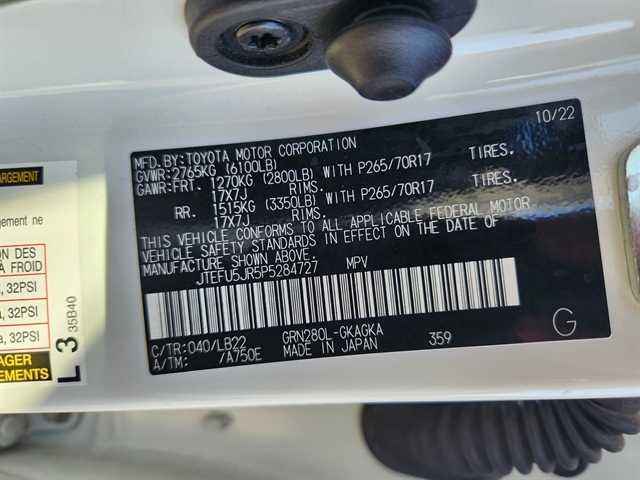 10/22
MFD.BY:TOYOTA MOTOR CORPORATION
GVWR:2765KG (6100LB)
GAWR:FRT. 1270KG (2800LB) WITH P265/70R17 TIRES.
17X7J RIMS.
RR. 1515KG (3350LB) WITH P265/70R17 TIRES.
17X7J RIMS.
THIS VEHICLE CONFORMS TO ALL APPLICABLE FEDERAL MOTOR
VEHICLE SAFETY STANDARDS IN EFFECT ON THE DATE OF
MANUFACTURE SHOWN ABOVE.
JTEFU5JR5P5284727 MPV
C/TR:040/LB22 GRN280L-GKAGKA 359
A/TM: /A750E MADE IN JAPAN
G
ARGEMENT
rgement ne
ION DES
À FROID
a, 32PSI
a, 32PSI
AGER
EMENTS
L 3 35B40